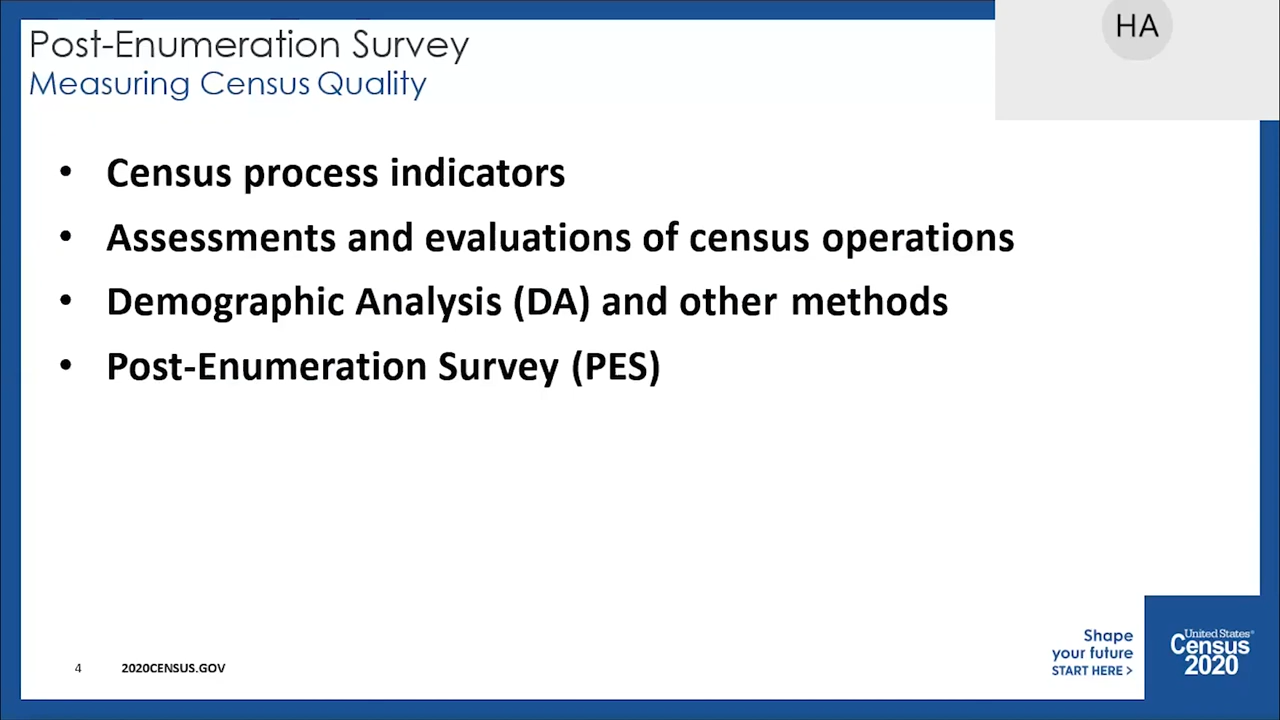 Post-Enumeration Survey
Measuring Census Quality
HA
• Census process indicators
• Assessments and evaluations of census operations
• Demographic Analysis (DA) and other methods
• Post-Enumeration Survey (PES)
4 2020CENSUS.GOV
Shape
your future
START HERE >
United States®
Census
2020